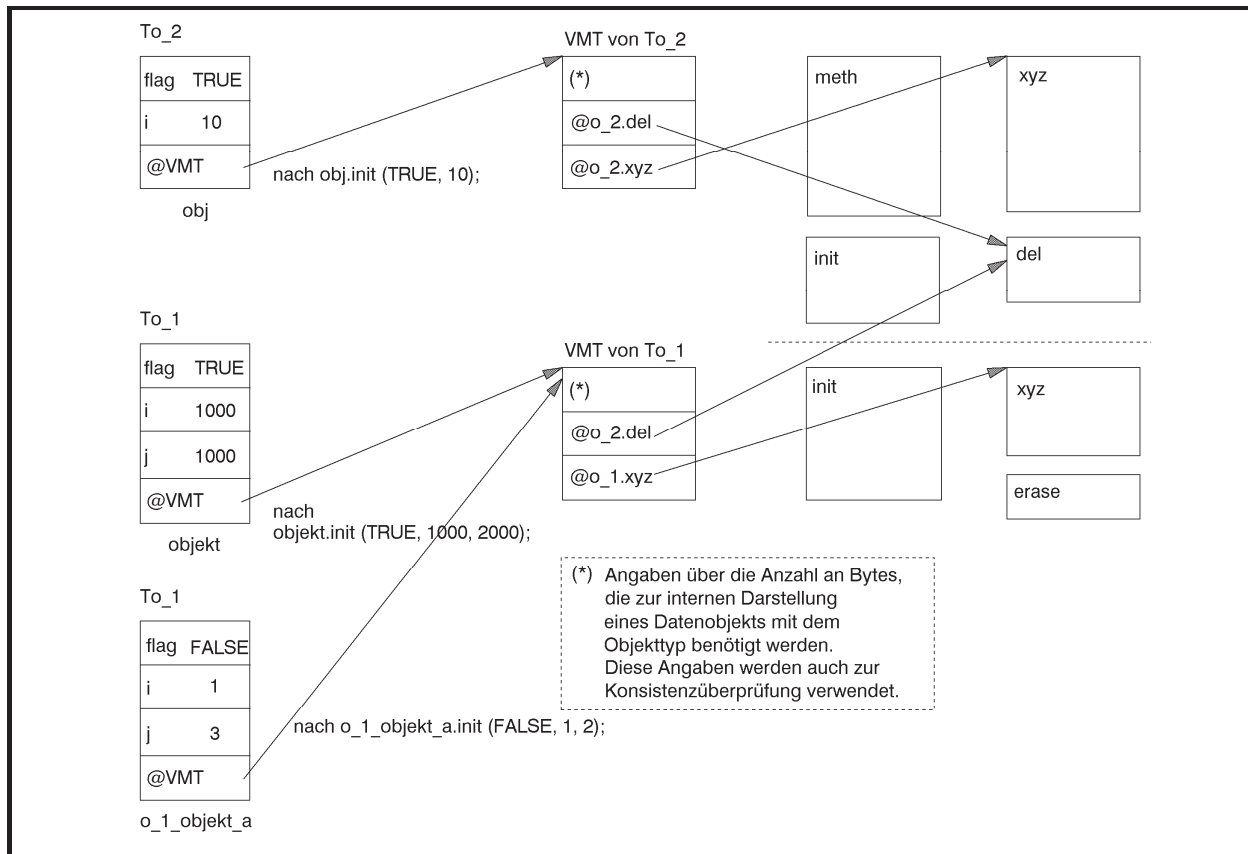 To_2
flag TRUE
i 10
@VMT
obj
nach obj.init (TRUE, 10);
VMT von To_2
(*)
@o_2.del
@o_2.xyz
meth
xyz
init
del
To_1
flag TRUE
i 1000
j 1000
@VMT
objekt
nach
objekt.init (TRUE, 1000, 2000);
VMT von To_1
(*)
@o_2.del
@o_1.xyz
init
xyz
erase
To_1
flag FALSE
i 1
j 3
@VMT
o_1_objekt_a
nach o_1_objekt_a.init (FALSE, 1, 2);
(*) Angaben über die Anzahl an Bytes,
die zur internen Darstellung
eines Datenobjekts mit dem
Objekttyp benötigt werden.
Diese Angaben werden auch zur
Konsistenzüberprüfung verwendet.